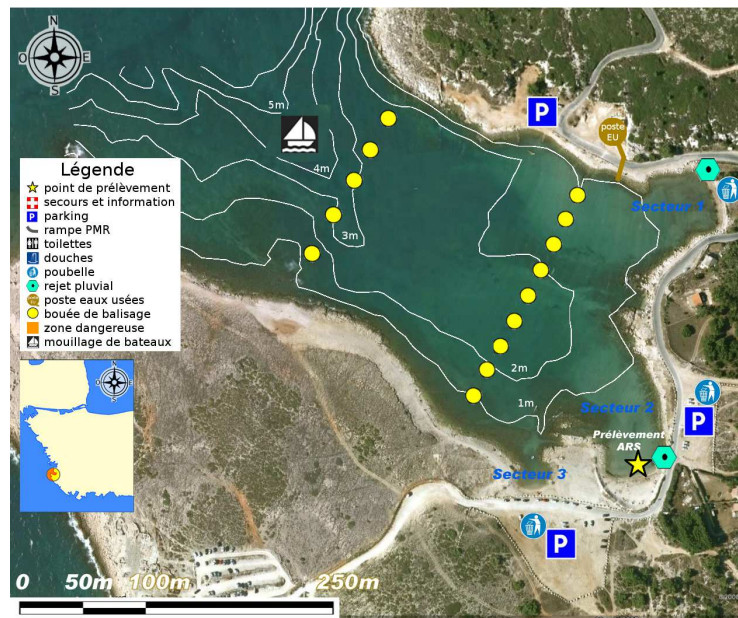 N
O
E
S
5m
4m
3m
2m
1m
P
poste
EU
Secteur 1
Secteur 2
Prélèvement
ARS
Secteur 3
P
P
Légende
point de prélèvement
secours et information
P parking
rampe PMR
toilettes
douches
poubelle
rejet pluvial
poste eaux usées
bouée de balisage
zone dangereuse
mouillage de bateaux
0 50m 100m 250m